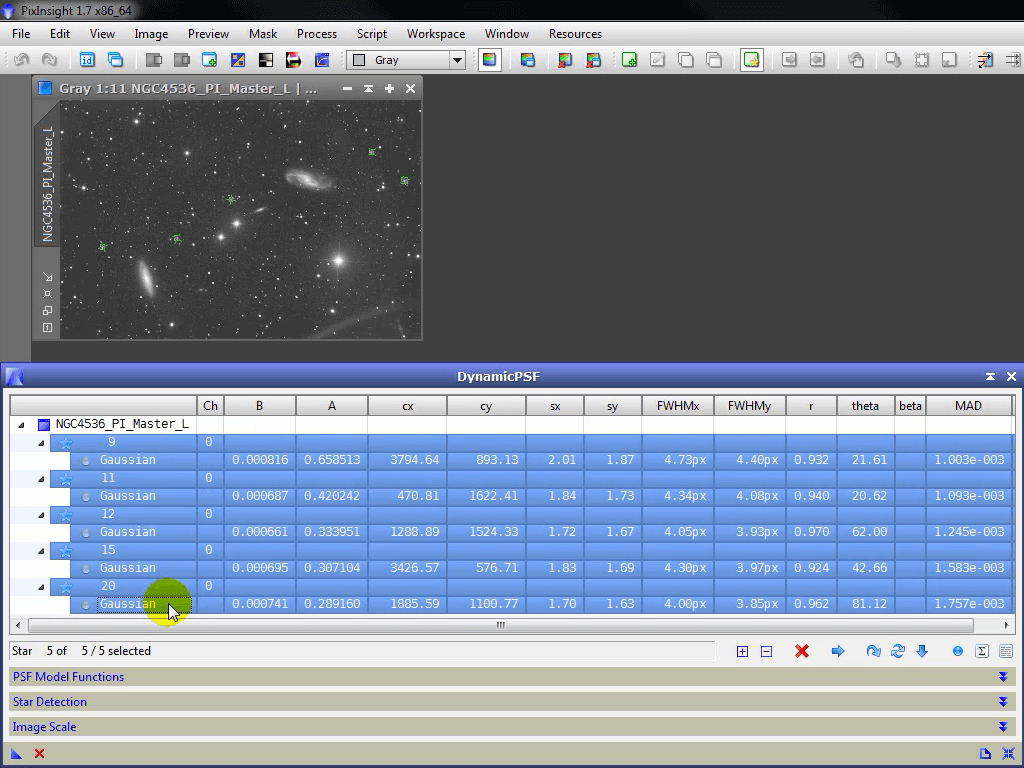 PixInsight 1.7 x86_64
File Edit View Image Preview Mask Process Script Workspace Window Resources
id Gray
Gray 1:11 NGC4536_PI_Master_L | ...
NGC4536_PI_Master_L
DynamicPSF
Ch B A cx cy sx sy FWHMx FWHMy r theta beta MAD
NGC4536_PI_Master_L
9 0
Gaussian 0.000816 0.658513 3794.64 893.13 2.01 1.87 4.73px 4.40px 0.932 21.61 1.003e-003
11 0
Gaussian 0.000687 0.420242 470.81 1622.41 1.84 1.73 4.34px 4.08px 0.940 20.62 1.093e-003
12 0
Gaussian 0.000661 0.333951 1288.89 1524.33 1.72 1.67 4.05px 3.93px 0.970 62.00 1.245e-003
15 0
Gaussian 0.000695 0.307104 3426.57 576.71 1.83 1.69 4.30px 3.97px 0.924 42.66 1.583e-003
20 0
Gaussian 0.000741 0.289160 1885.59 1100.77 1.70 1.63 4.00px 3.85px 0.962 81.12 1.757e-003
Star 5 of 5 / 5 selected Σ
PSF Model Functions
Star Detection
Image Scale